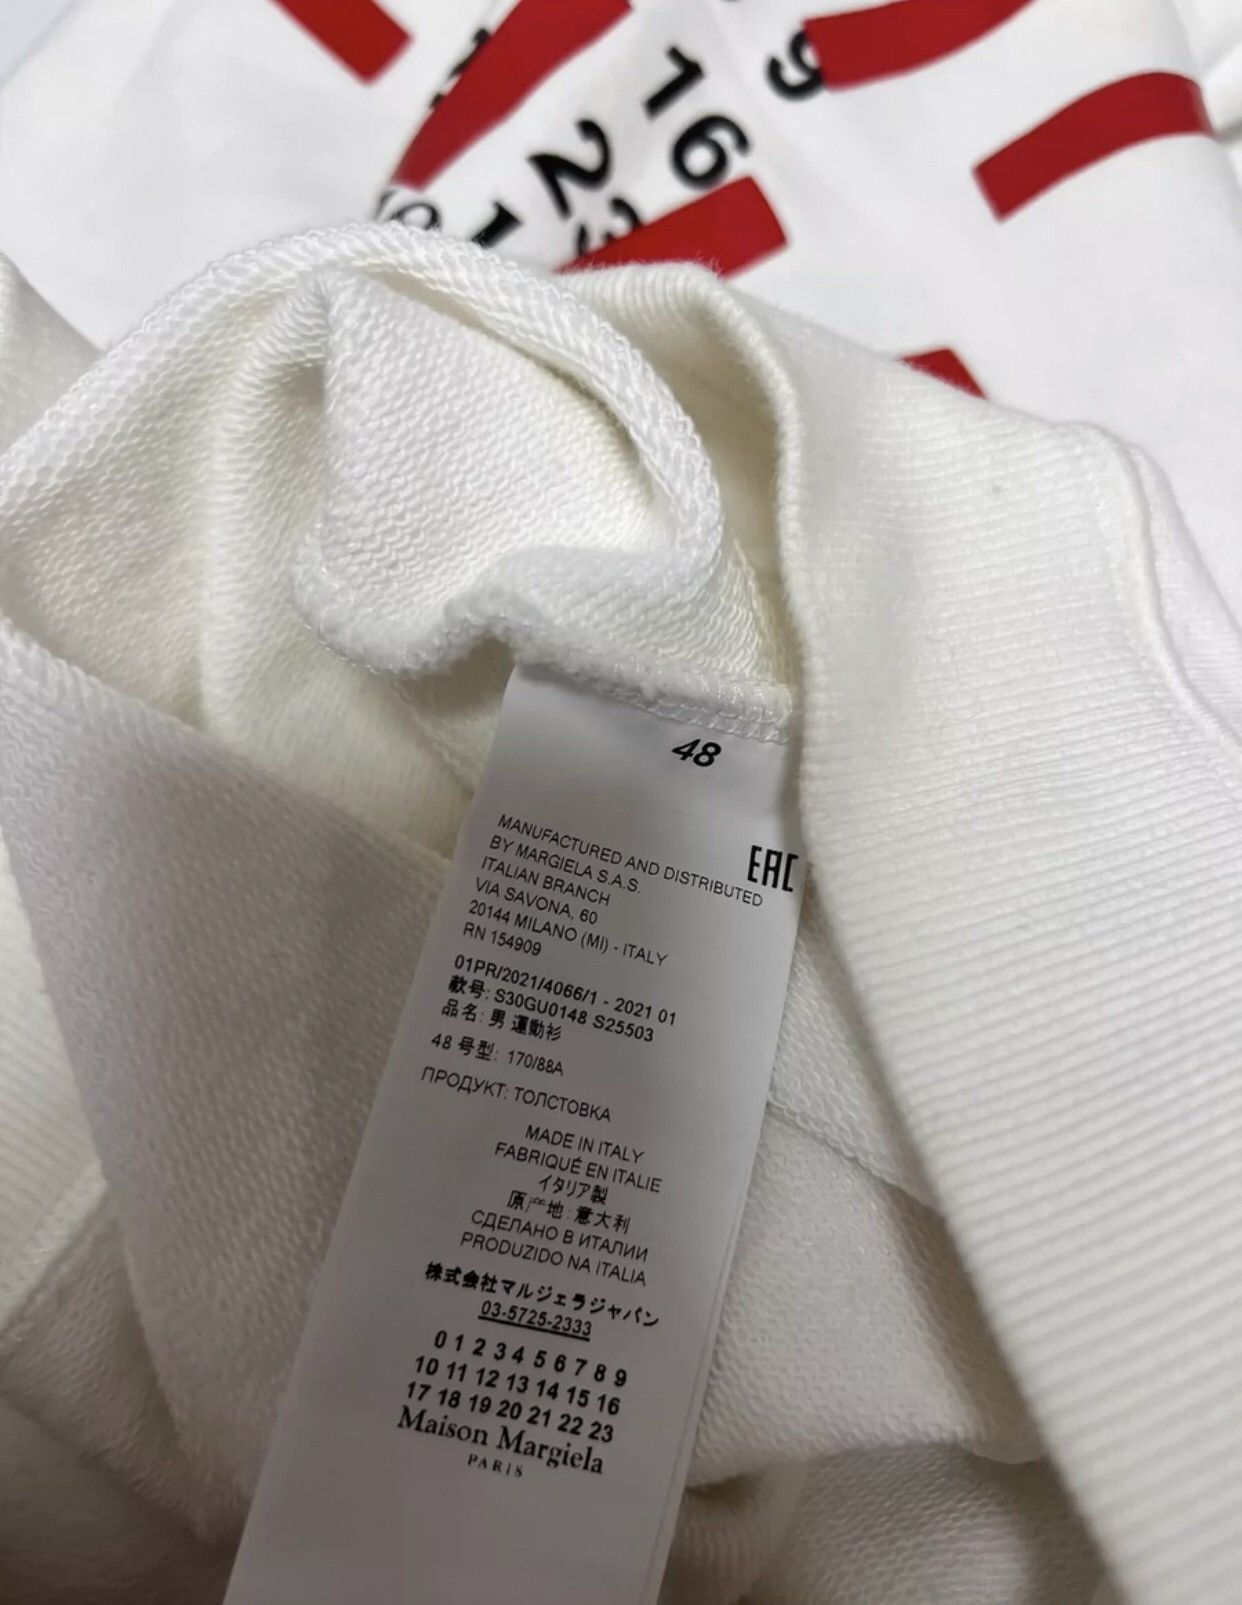 9
16
23
1
48
EAC
MANUFACTURED AND DISTRIBUTED
BY MARGIELA S.A.S.
ITALIAN BRANCH
VIA SAVONA, 60
20144 MILANO (MI) - ITALY
RN 154909
01PR/2021/4066/1 - 2021 01
款号: S30GU0148 S25503
品名: 男 運動衫
48 号型: 170/88A
ПРОДУКТ: ТОЛСТОВКА
MADE IN ITALY
FABRIQUÉ EN ITALIE
イタリア製
原产地: 意大利
СДЕЛАНО В ИТАЛИИ
PRODUZIDO NA ITALIA
株式会社マルジェラジャパン
03-5725-2333
0 1 2 3 4 5 6 7 8 9
10 11 12 13 14 15 16
17 18 19 20 21 22 23
Maison Margiela
PARIS